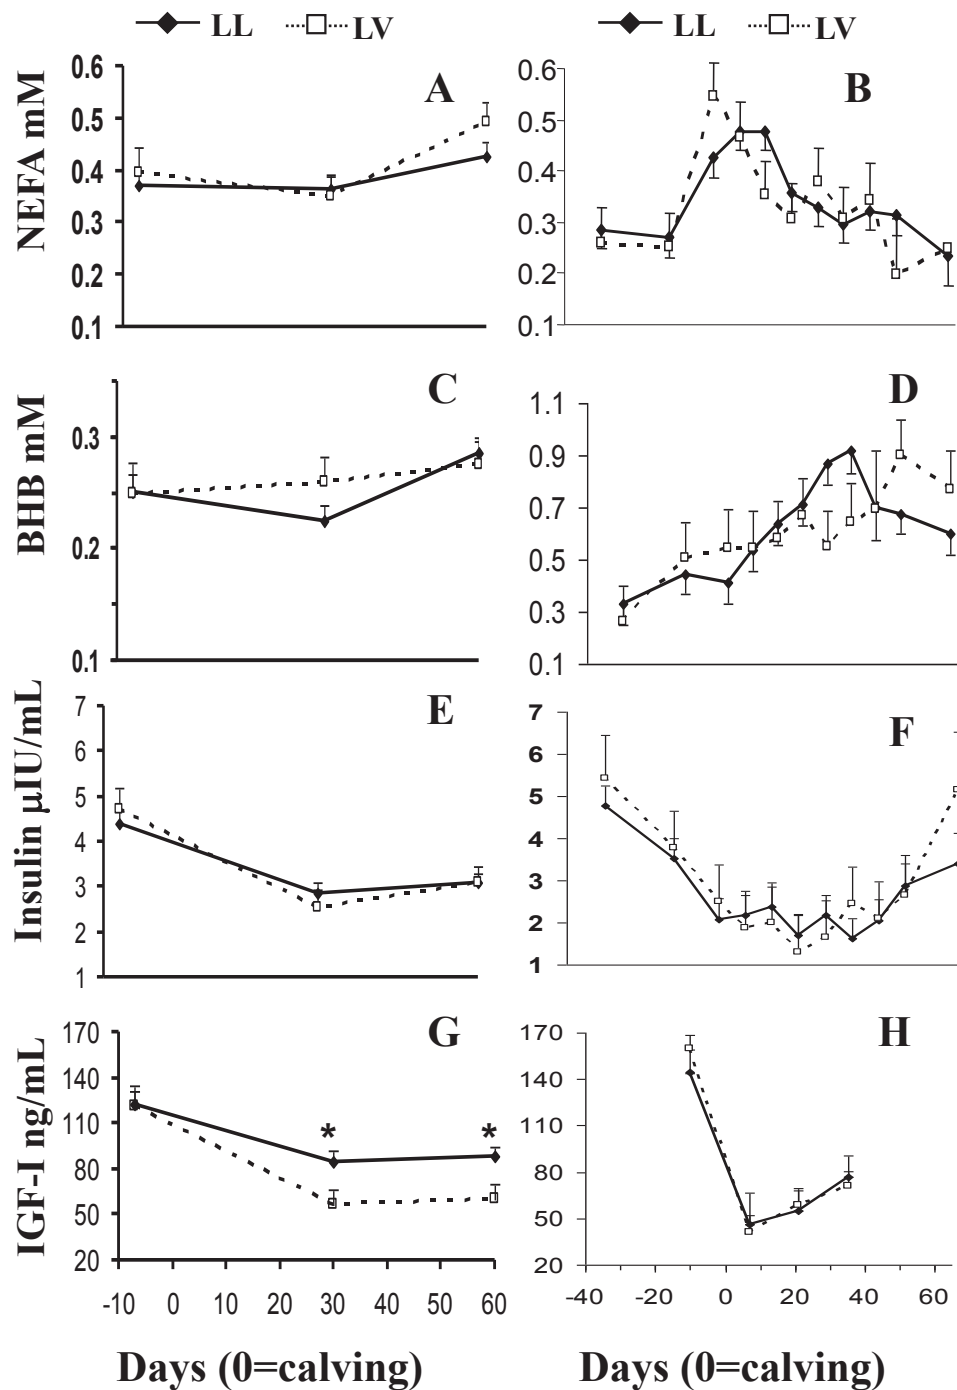 LL LV LL LV
NEFA mM
A
0.6
0.5
0.4
0.3
0.2
0.1
B
0.6
0.5
0.4
0.3
0.2
0.1
BHB mM
C
0.3
0.2
0.1
D
1.1
0.9
0.7
0.5
0.3
0.1
Insulin µIU/mL
E
7
6
5
4
3
2
1
F
7
6
5
4
3
2
1
IGF-I ng/mL
G
170
140
110
80
50
20
* *
-10 0 10 20 30 40 50 60
Days (0=calving)
H
170
140
110
80
50
20
-40 -20 0 20 40 60
Days (0=calving)